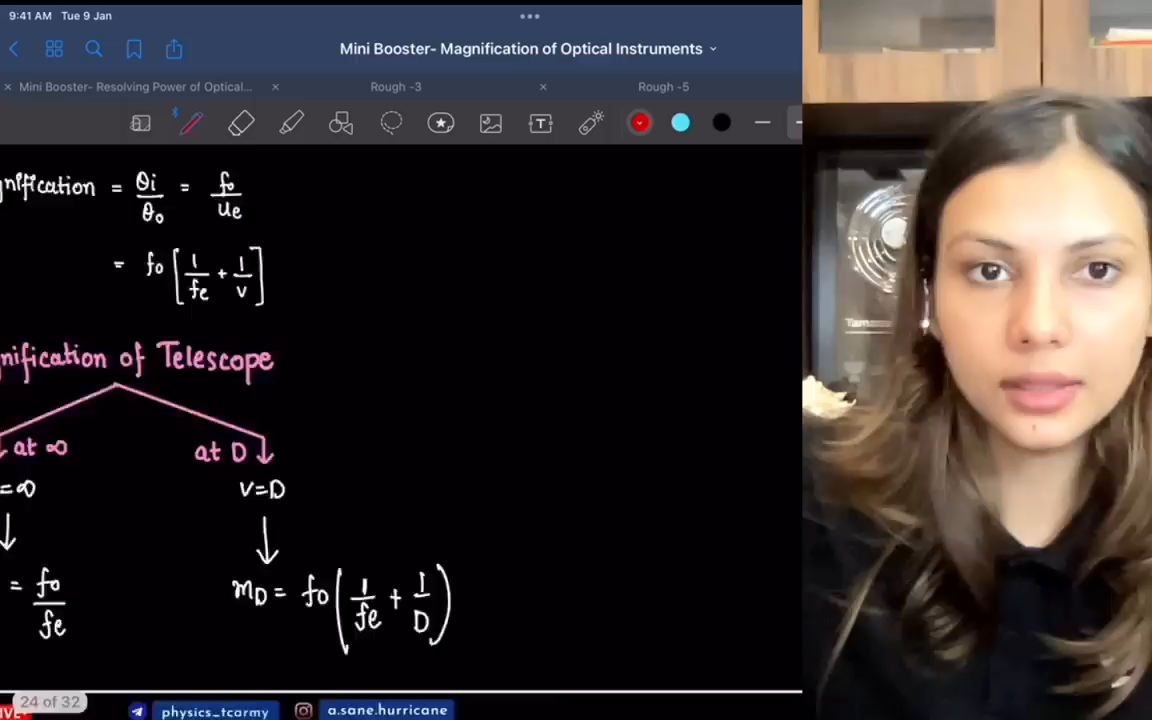 9:41 AM Tue 9 Jan
Mini Booster- Magnification of Optical Instruments
Mini Booster- Resolving Power of Optical...
Rough -3
Rough -5
gnification = θi/θo = fo/ue
= fo [1/fe + 1/v]
gnification of Telescope
at ∞
at D
=∞
v=D
= fo/fe
mD = fo (1/fe + 1/D)
24 of 32
IVE
physics_tcarmy
a.sane.hurricane